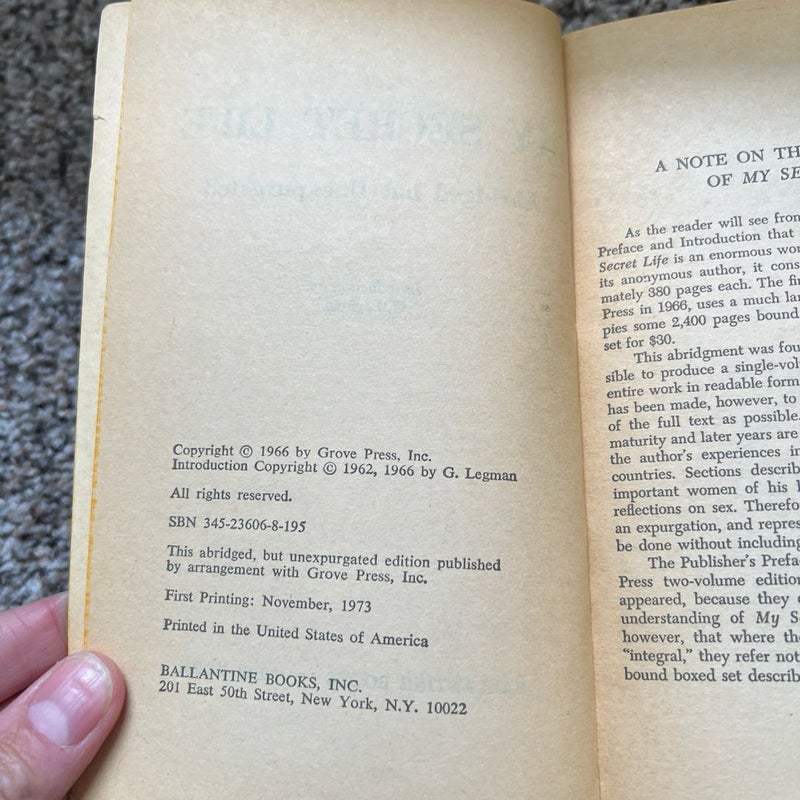 Copyright © 1966 by Grove Press, Inc.
Introduction Copyright © 1962, 1966 by G. Legman
All rights reserved.
SBN 345-23606-8-195
This abridged, but unexpurgated edition published
by arrangement with Grove Press, Inc.
First Printing: November, 1973
Printed in the United States of America
BALLANTINE BOOKS, INC.
201 East 50th Street, New York, N.Y. 10022
A NOTE ON TH
OF MY SE
As the reader will see from
Preface and Introduction that
Secret Life is an enormous wor
its anonymous author, it cons
mately 380 pages each. The fi
Press in 1966, uses a much lar
pies some 2,400 pages bound
set for $30.
This abridgment was fou
sible to produce a single-vol
entire work in readable form
has been made, however, to
of the full text as possible.
maturity and later years are
the author's experiences in
countries. Sections describ
important women of his l
reflections on sex. Therefo
an expurgation, and repres
be done without including
The Publisher's Prefa
Press two-volume edition
appeared, because they c
understanding of My S
however, that where the
"integral," they refer not
bound boxed set describ